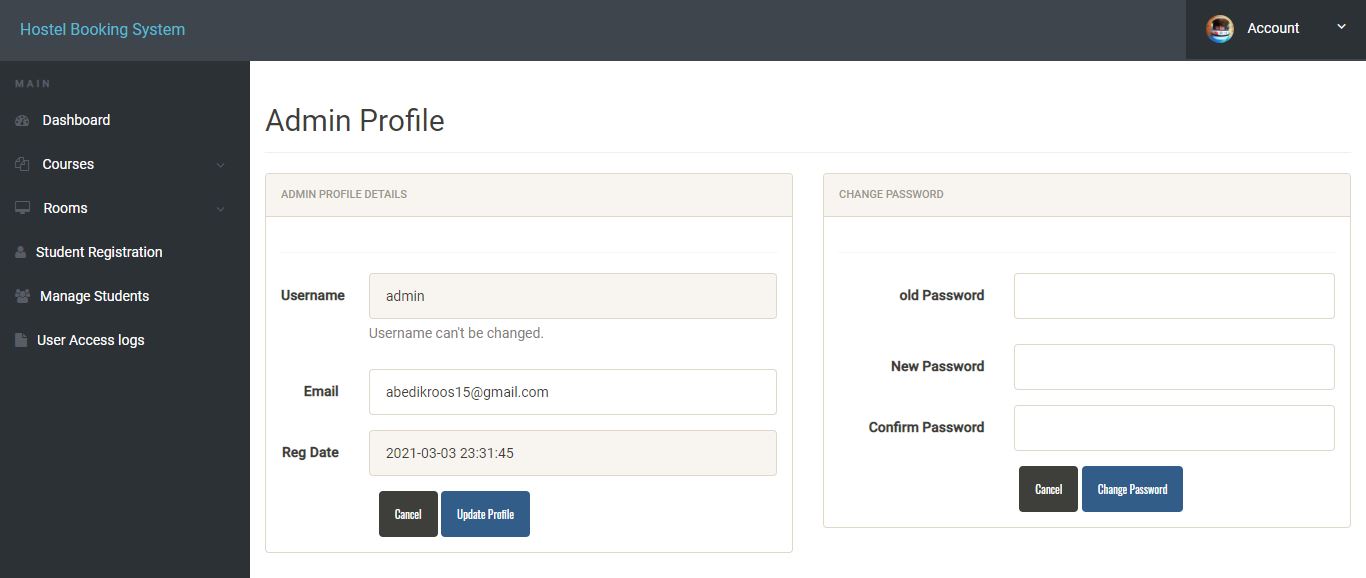 Hostel Booking System
Account
MAIN
Dashboard
Courses
Rooms
Student Registration
Manage Students
User Access logs
Admin Profile
ADMIN PROFILE DETAILS
Username
admin
Username can't be changed.
Email
abedikroos15@gmail.com
Reg Date
2021-03-03 23:31:45
Cancel
Update Profile
CHANGE PASSWORD
old Password
New Password
Confirm Password
Cancel
Change Password